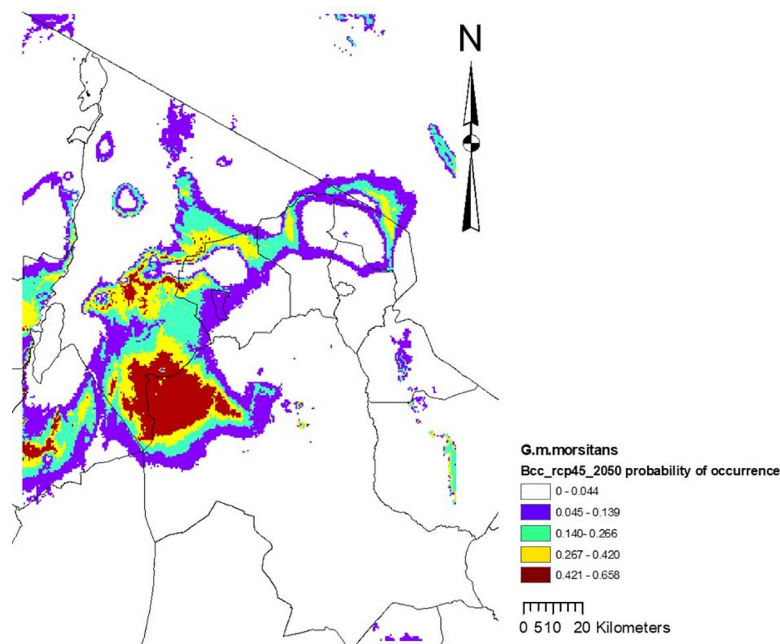 N
G.m.morsitans
Bcc_rcp45_2050 probability of occurrence
0 - 0.044
0.045 - 0.139
0.140- 0.266
0.267 - 0.420
0.421 - 0.658
0 510 20 Kilometers